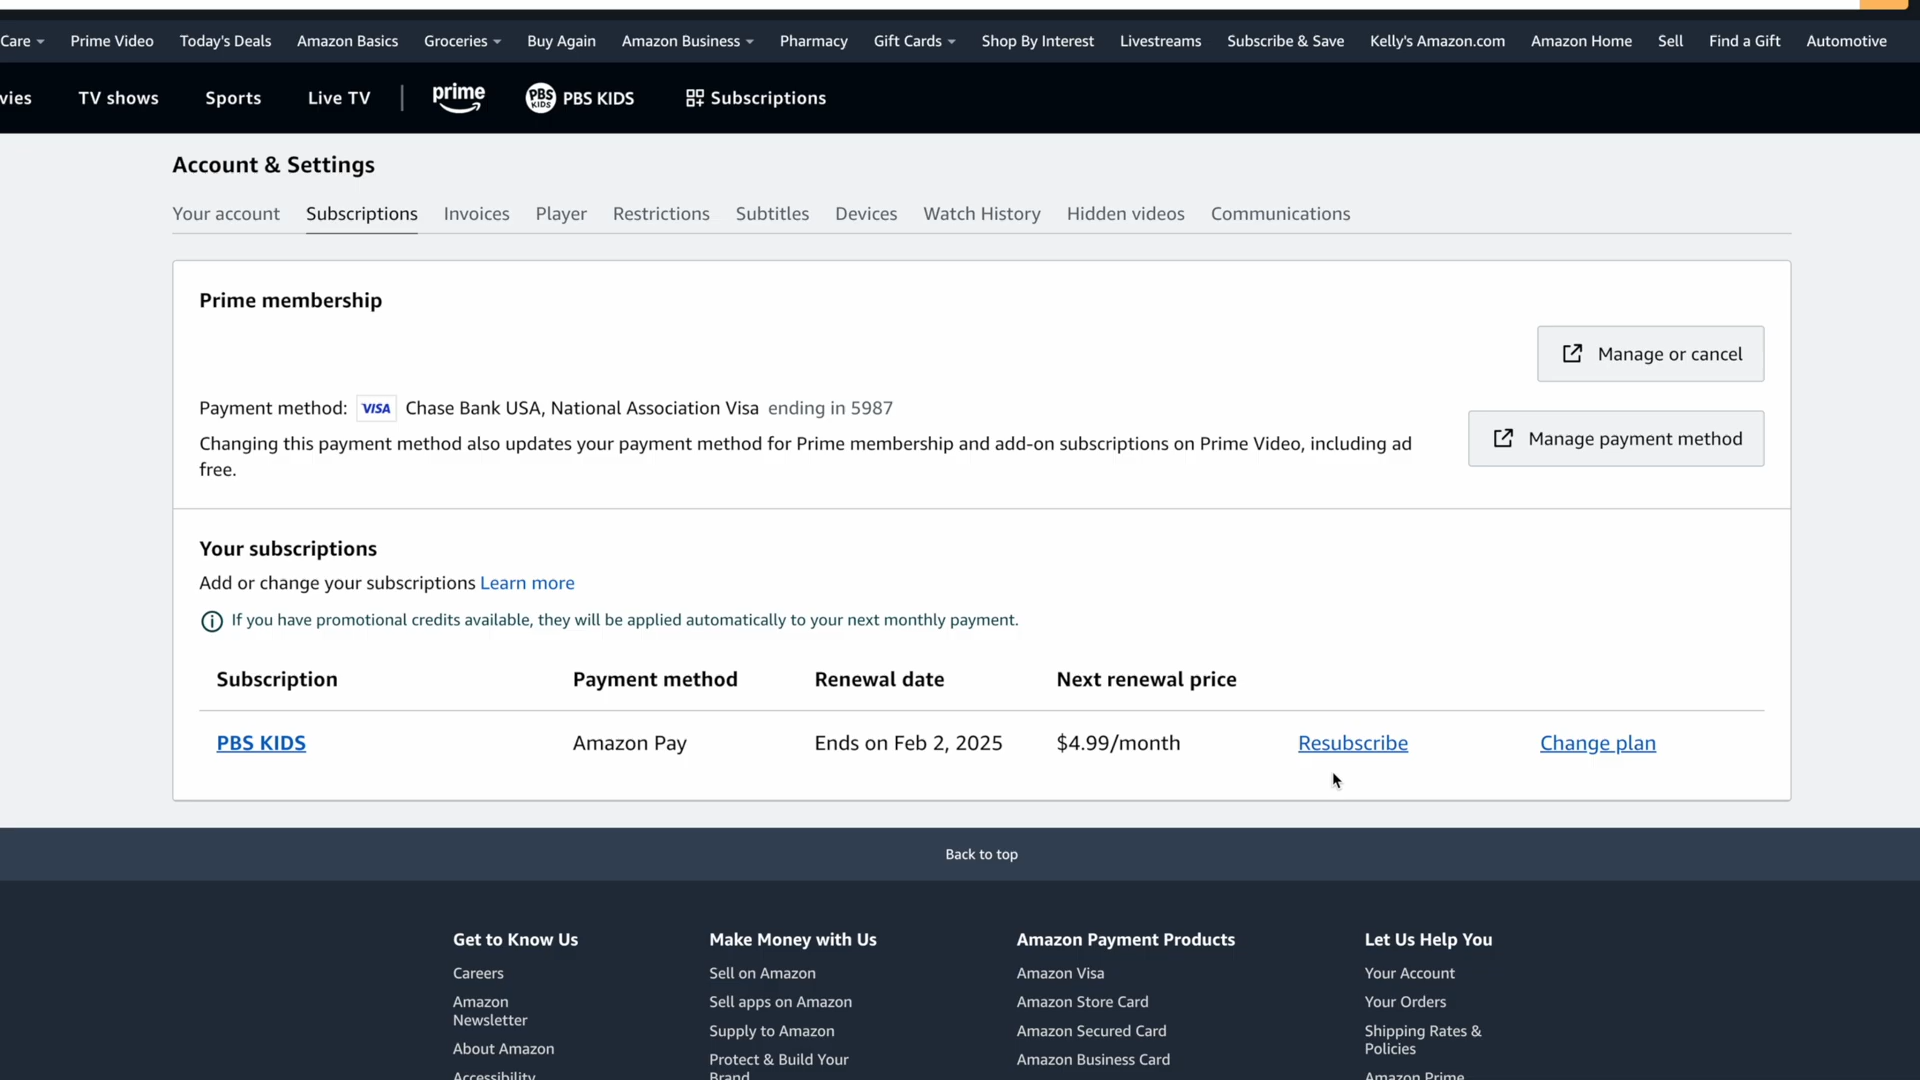 Care
Prime Video
Today's Deals
Amazon Basics
Groceries
Buy Again
Amazon Business
Pharmacy
Gift Cards
Shop By Interest
Livestreams
Subscribe & Save
Kelly's Amazon.com
Amazon Home
Sell
Find a Gift
Automotive
vies
TV shows
Sports
Live TV
prime
PBS KIDS
PBS KIDS
Subscriptions
Account & Settings
Your account
Subscriptions
Invoices
Player
Restrictions
Subtitles
Devices
Watch History
Hidden videos
Communications
Prime membership
Manage or cancel
Payment method: VISA Chase Bank USA, National Association Visa ending in 5987
Changing this payment method also updates your payment method for Prime membership and add-on subscriptions on Prime Video, including ad
free.
Manage payment method
Your subscriptions
Add or change your subscriptions Learn more
If you have promotional credits available, they will be applied automatically to your next monthly payment.
Subscription
Payment method
Renewal date
Next renewal price
PBS KIDS
Amazon Pay
Ends on Feb 2, 2025
$4.99/month
Resubscribe
Change plan
Back to top
Get to Know Us
Careers
Amazon
Newsletter
About Amazon
Accessibility
Make Money with Us
Sell on Amazon
Sell apps on Amazon
Supply to Amazon
Protect & Build Your
Brand
Amazon Payment Products
Amazon Visa
Amazon Store Card
Amazon Secured Card
Amazon Business Card
Let Us Help You
Your Account
Your Orders
Shipping Rates &
Policies
Amazon Prime